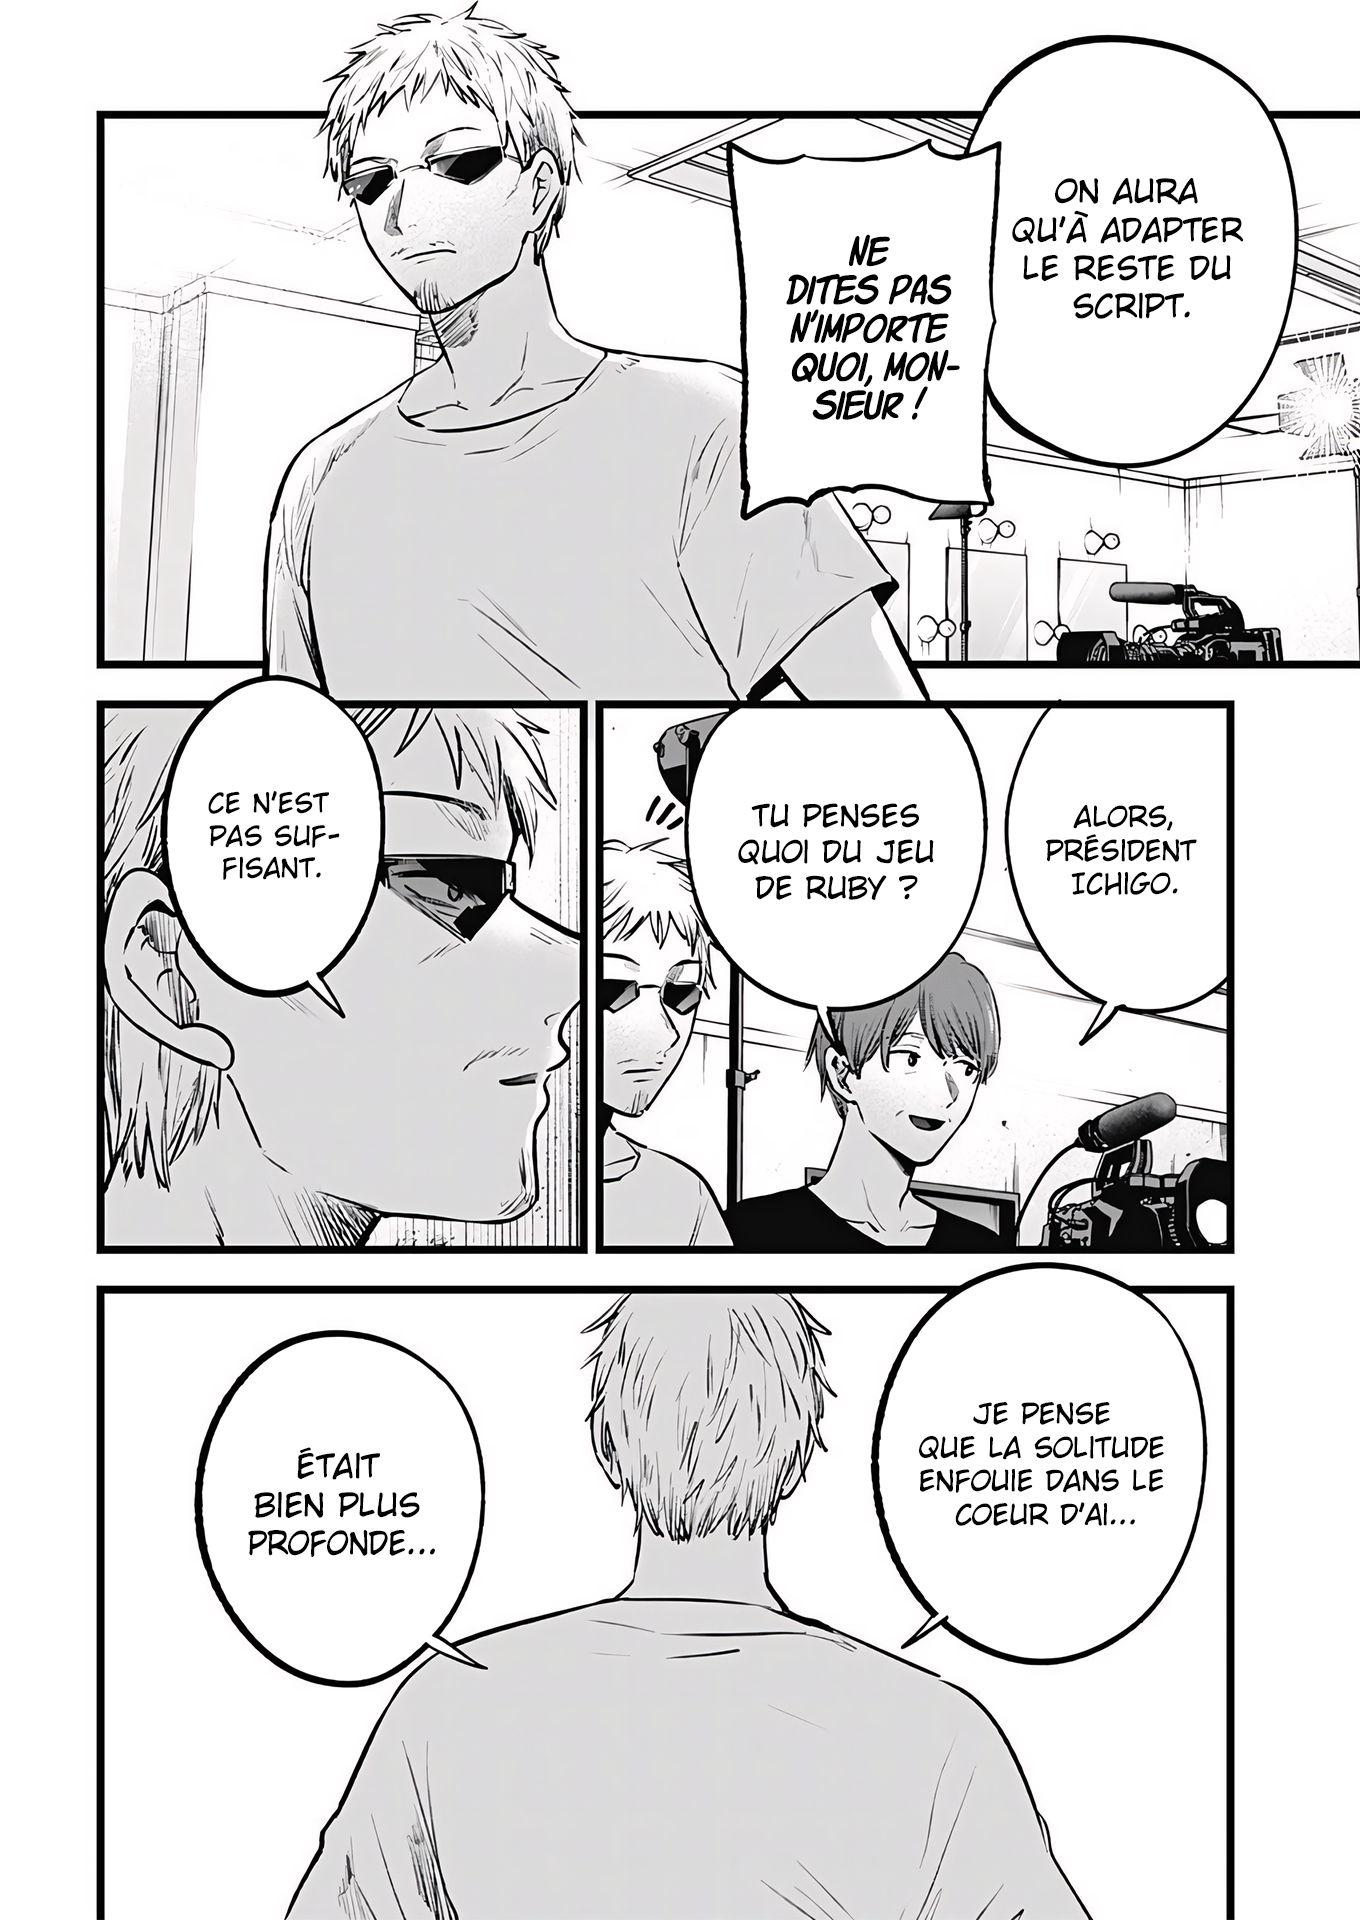 ON AURA
QU'À ADAPTER
LE RESTE DU
SCRIPT.
NE
DITES PAS
N'IMPORTE
QUOI, MON-
SIEUR !
ALORS,
PRÉSIDENT
ICHIGO.
TU PENSES
QUOI DU JEU
DE RUBY ?
CE N'EST
PAS SUF-
FISANT.
JE PENSE
QUE LA SOLITUDE
ENFOUIE DANS LE
COEUR D'AI...
ÉTAIT
BIEN PLUS
PROFONDE...